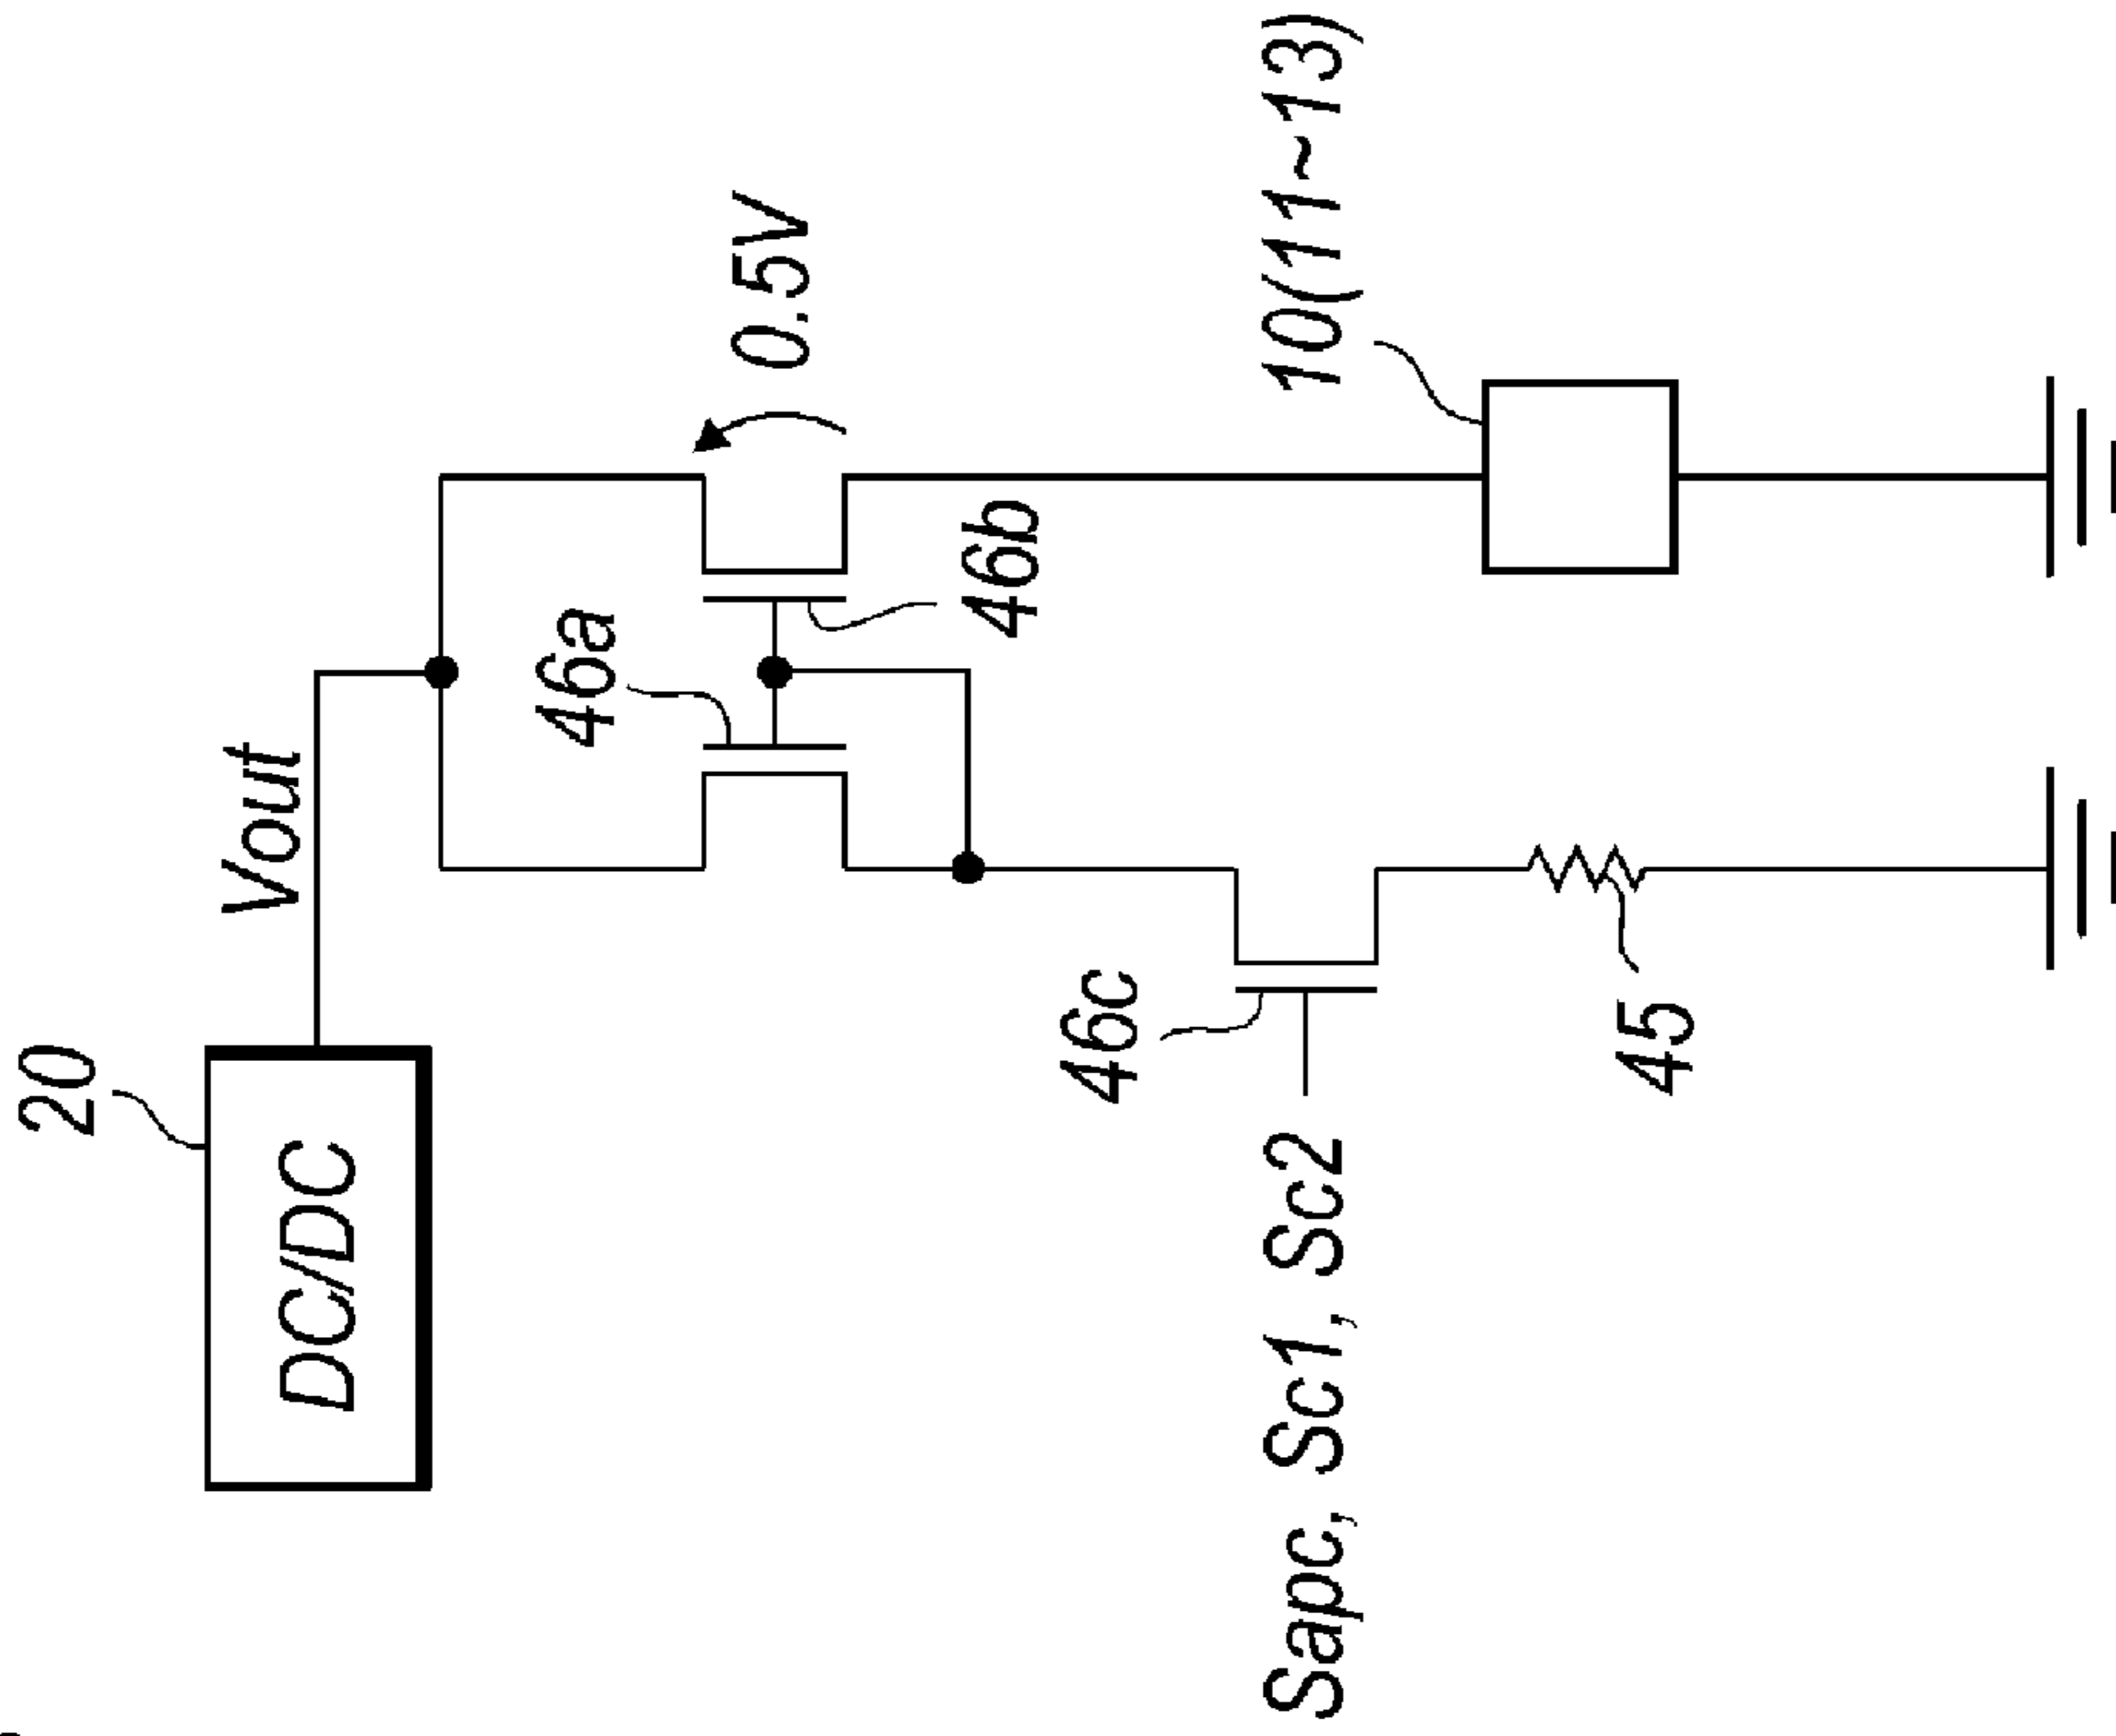 20
DC/DC
Vout
46a
0.5V
46b
46c
Sapc, Sc1, Sc2
10(11~13)
45